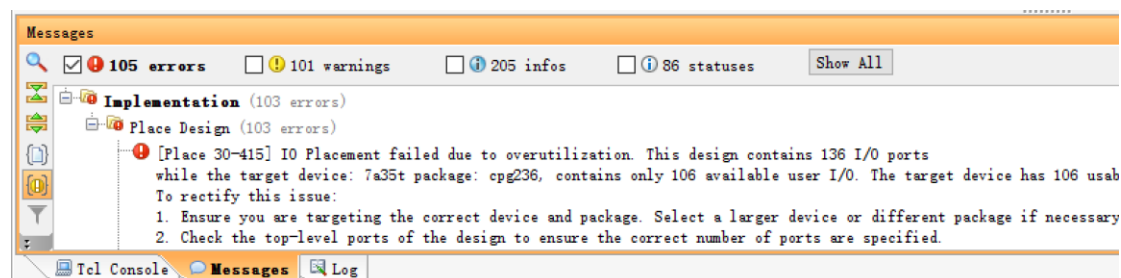 Messages
105 errors 101 warnings 205 infos 86 statuses Show All
Implementation (103 errors)
Place Design (103 errors)
[Place 30-415] IO Placement failed due to overutilization. This design contains 136 I/O ports
while the target device: 7a35t package: cpg236, contains only 106 available user I/O. The target device has 106 usab
To rectify this issue:
1. Ensure you are targeting the correct device and package. Select a larger device or different package if necessary
2. Check the top-level ports of the design to ensure the correct number of ports are specified.
Tcl Console Messages Log